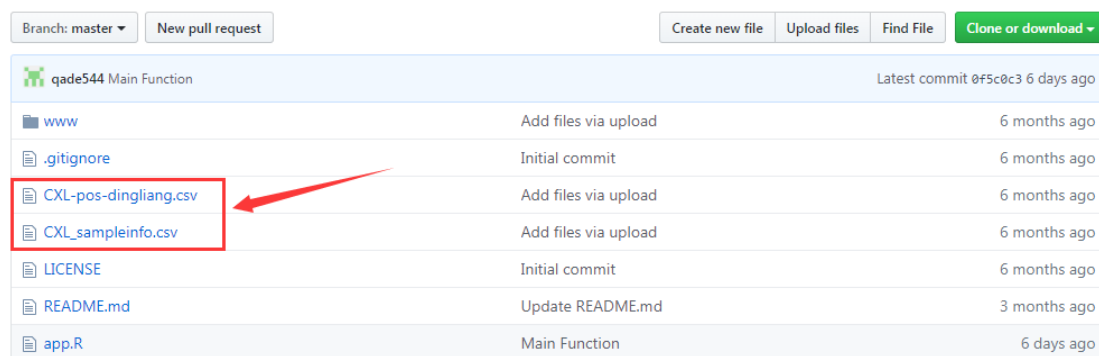 Branch: master New pull request Create new file Upload files Find File Clone or download
qade544 Main Function Latest commit 0f5c0c3 6 days ago
www Add files via upload 6 months ago
.gitignore Initial commit 6 months ago
CXL-pos-dingliang.csv Add files via upload 6 months ago
CXL_sampleinfo.csv Add files via upload 6 months ago
LICENSE Initial commit 6 months ago
README.md Update README.md 3 months ago
app.R Main Function 6 days ago